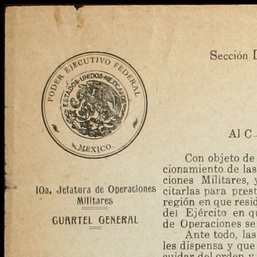 PODER EJECUTIVO FEDERAL
ESTADOS-UNIDOS-MEXICANOS
MEXICO.
Sección
10a. Jefatura de Operaciones
Militares
CUARTEL GENERAL
Al C
Con objeto de
cionamiento de las
ciones Militares, y
citarlas para prest
región en que resid
del Ejército en qu
de Operaciones se
Ante todo, las
les dispensa y que
cuidar del orden y